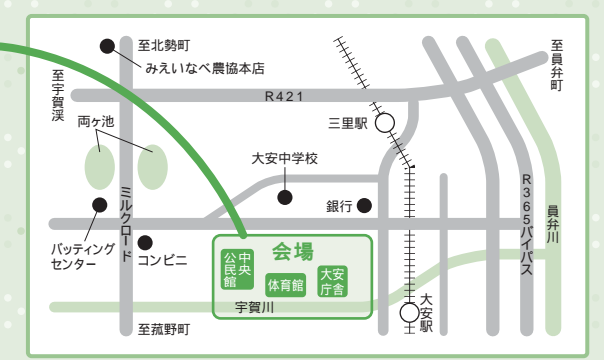 至北勢町
みえいなべ農協本店
至宇賀渓
R421
至員弁町
両ヶ池
三里駅
大安中学校
ミルクロード
銀行
R365バイパス
員弁川
バッティング
センター
コンビニ
会場
中央
公民館
体育館
大安
庁舎
宇賀川
大安駅
至菰野町